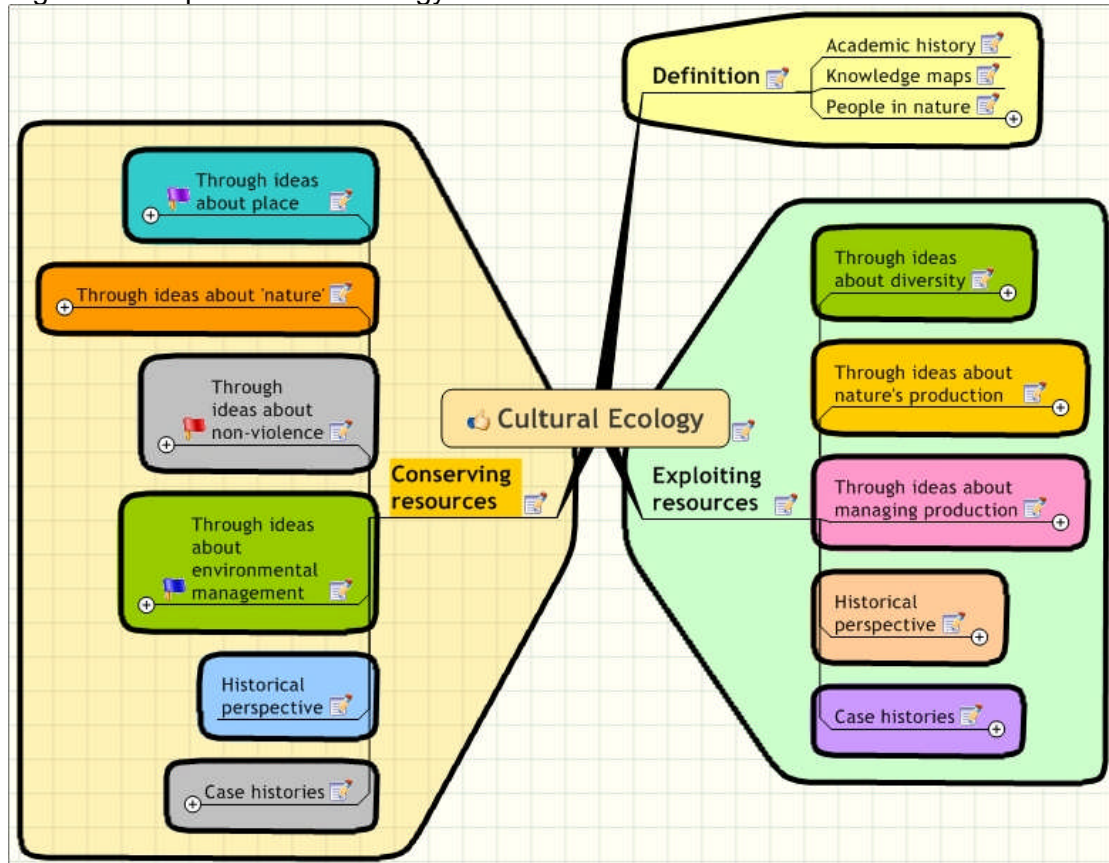 Definition
Academic history
Knowledge maps
People in nature
Through ideas
about place
Through ideas about 'nature'
Through
ideas about
non-violence
Through ideas
about
environmental
management
Historical
perspective
Case histories
Conserving
resources
Cultural Ecology
Exploiting
resources
Through ideas
about diversity
Through ideas about
nature's production
Through ideas about
managing production
Historical
perspective
Case histories